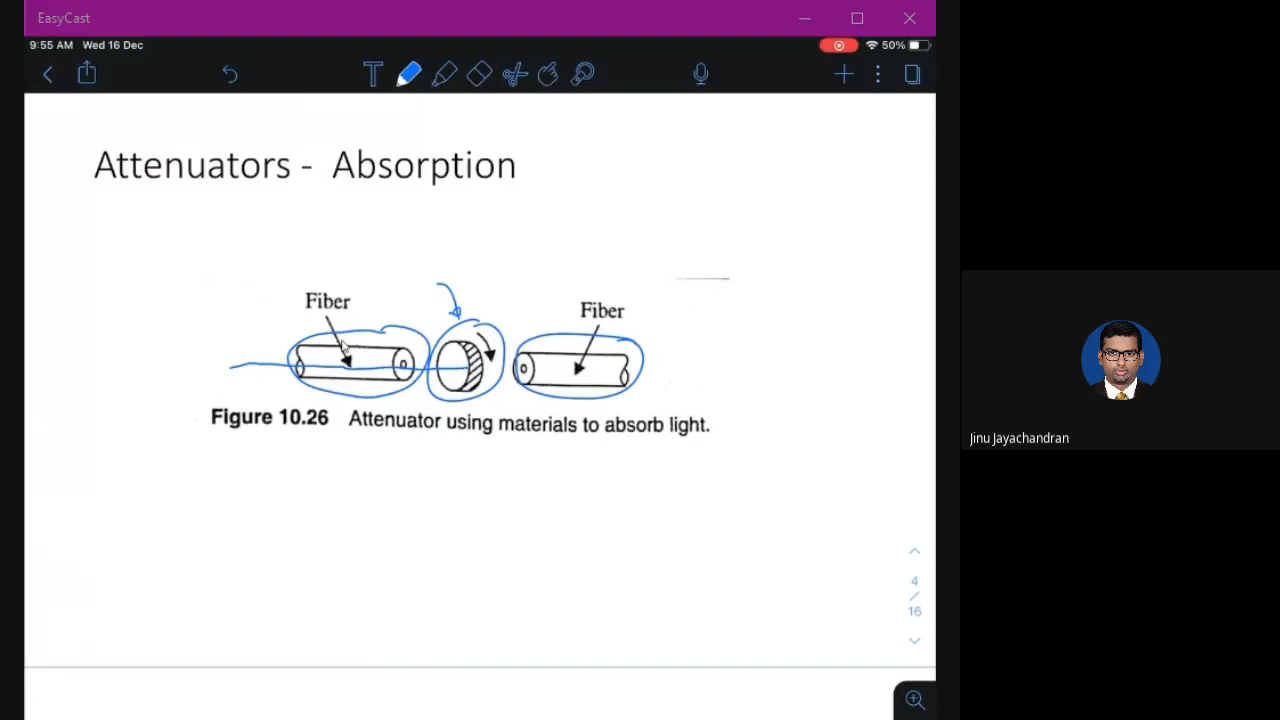 EasyCast
9:55 AM Wed 16 Dec
50%
T
Attenuators - Absorption
Fiber
Fiber
Figure 10.26 Attenuator using materials to absorb light.
Jinu Jayachandran
4
/
16